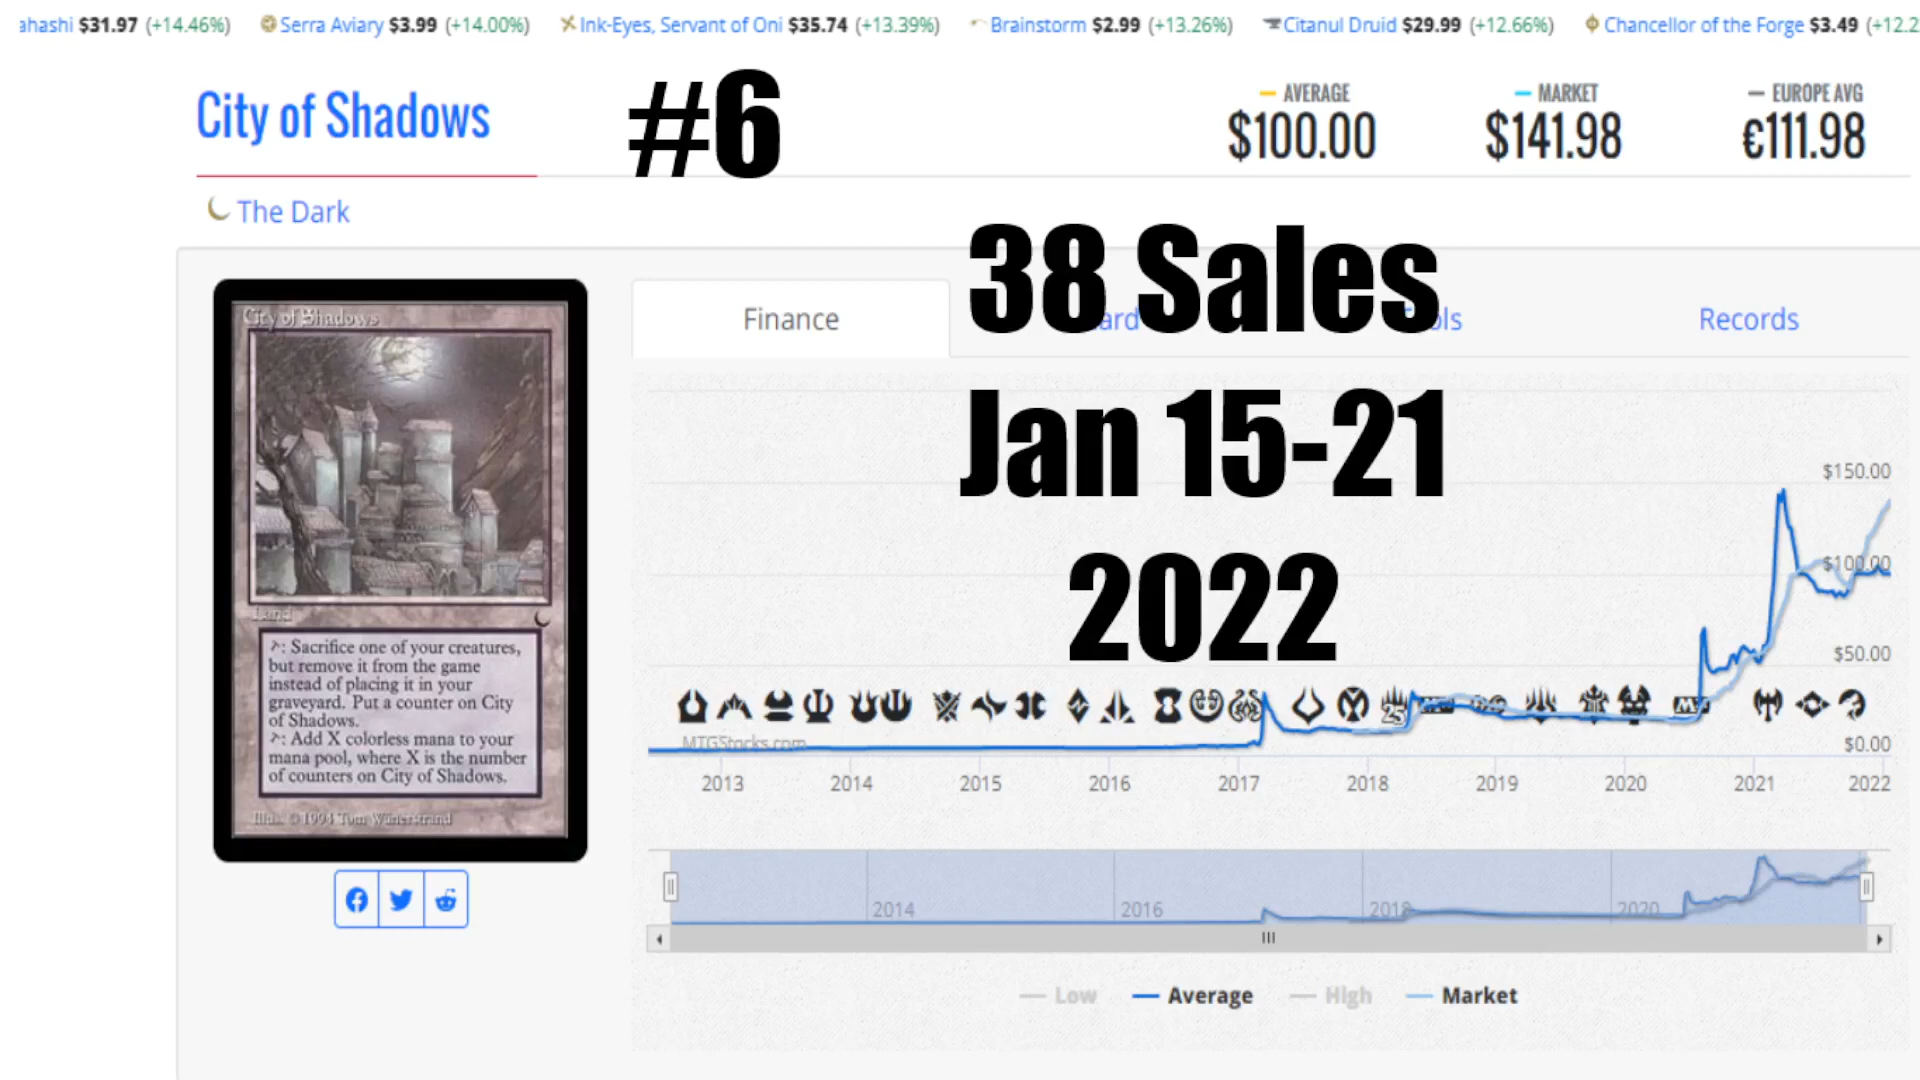 ahashi $31.97 (+14.46%) Serra Aviary $3.99 (+14.00%) Ink-Eyes, Servant of Oni $35.74 (+13.39%) Brainstorm $2.99 (+13.26%) Citanul Druid $29.99 (+12.66%) Chancellor of the Forge $3.49 (+12.2
City of Shadows
#6
AVERAGE
$100.00
MARKET
$141.98
EUROPE AVG
€111.98
The Dark
38 Sales
Jan 15-21
2022
Finance
Records
City of Shadows
Land
: Sacrifice one of your creatures,
but remove it from the game
instead of placing it in your
graveyard. Put a counter on City
of Shadows.
: Add X colorless mana to your
mana pool, where X is the number
of counters on City of Shadows.
Illus. © 1994 Tom Wänerstrand
$150.00
$100.00
$50.00
$0.00
25
MTGStocks.com
2013 2014 2015 2016 2017 2018 2019 2020 2021 2022
2014 2016 2018 2020
Low Average High Market